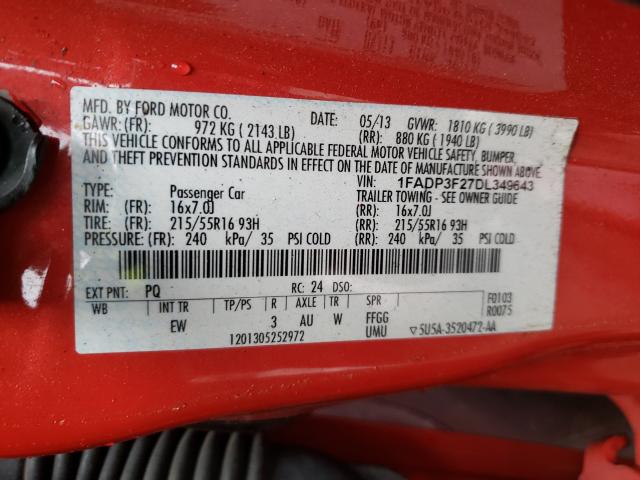 MFD. BY FORD MOTOR CO.
DATE: 05/13 GVWR: 1810 KG ( 3990 LB)
GAWR: (FR): 972 KG ( 2143 LB) (RR): 880 KG ( 1940 LB)
THIS VEHICLE CONFORMS TO ALL APPLICABLE FEDERAL MOTOR VEHICLE SAFETY, BUMPER,
AND THEFT PREVENTION STANDARDS IN EFFECT ON THE DATE OF MANUFACTURE SHOWN ABOVE.
VIN: 1FADP3F27DL349643
TYPE: Passenger Car TRAILER TOWING - SEE OWNER GUIDE
RIM: (FR): 16x7.0J (RR): 16x7.0J
TIRE: (FR): 215/55R16 93H (RR): 215/55R16 93H
PRESSURE: (FR): 240 kPa/ 35 PSI COLD (RR): 240 kPa/ 35 PSI COLD
EXT PNT: PQ RC: 24 DSO:
WB INT TR TP/PS R AXLE TR SPR F0103
R0075
EW 3 AU W FFGG
1201305252972 UMU ▽ 5U5A-3520472-AA